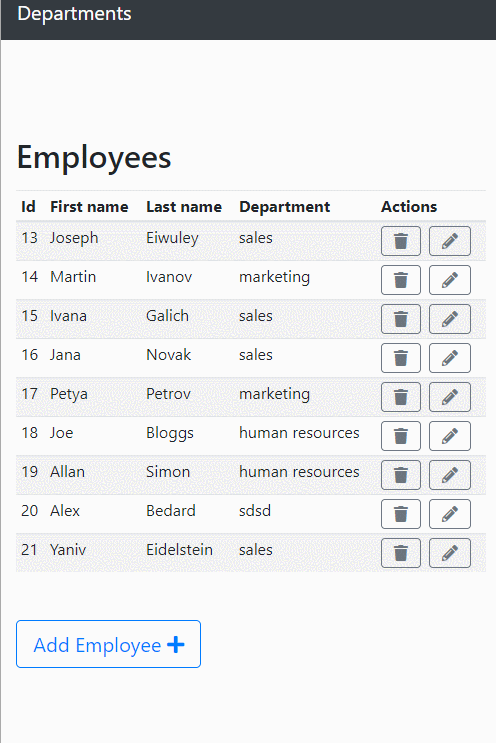 Departments
Employees
Id First name Last name Department Actions
13 Joseph Eiwuley sales
14 Martin Ivanov marketing
15 Ivana Galich sales
16 Jana Novak sales
17 Petya Petrov marketing
18 Joe Bloggs human resources
19 Allan Simon human resources
20 Alex Bedard sdsd
21 Yaniv Eidelstein sales
Add Employee